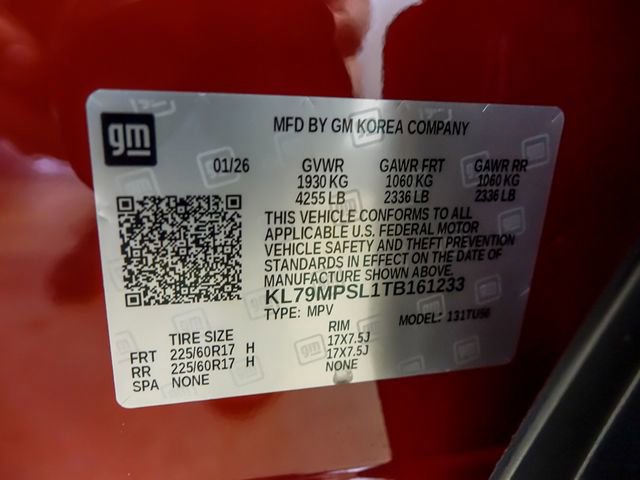 gm
MFD BY GM KOREA COMPANY
01/26 GVWR GAWR FRT GAWR RR
1930 KG 1060 KG 1060 KG
4255 LB 2336 LB 2336 LB
THIS VEHICLE CONFORMS TO ALL
APPLICABLE U.S. FEDERAL MOTOR
VEHICLE SAFETY AND THEFT PREVENTION
STANDARDS IN EFFECT ON THE DATE OF
MANUFACTURE SHOWN ABOVE.
KL79MPSL1TB161233
TYPE: MPV MODEL: 131TU56
TIRE SIZE RIM
FRT 225/60R17 H 17X7.5J
RR 225/60R17 H 17X7.5J
SPA NONE NONE